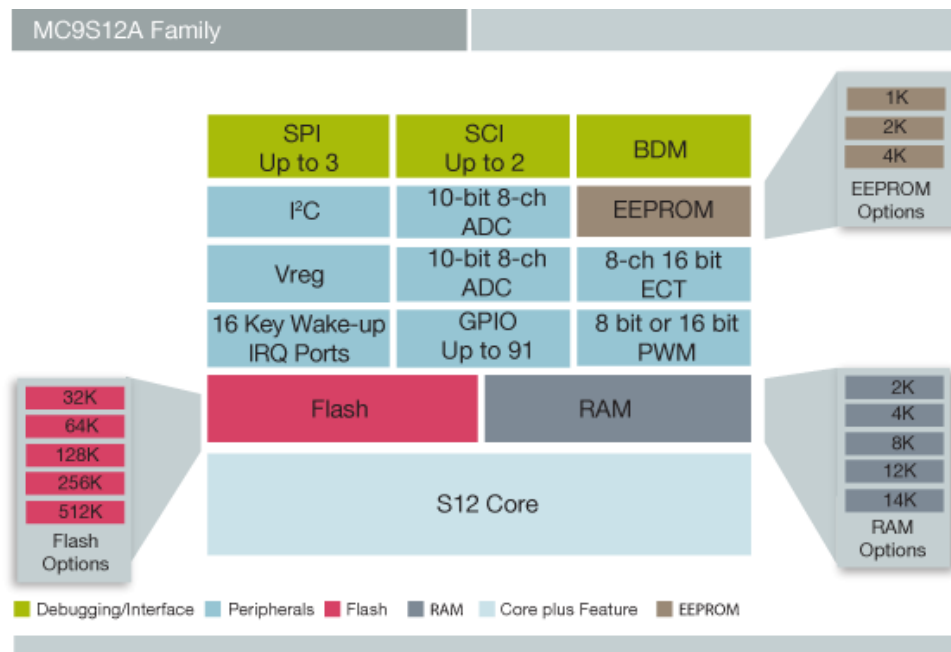 MC9S12A Family
SPI
Up to 3
SCI
Up to 2
BDM
I²C
10-bit 8-ch
ADC
EEPROM
Vreg
10-bit 8-ch
ADC
8-ch 16 bit
ECT
16 Key Wake-up
IRQ Ports
GPIO
Up to 91
8 bit or 16 bit
PWM
Flash
RAM
S12 Core
1K
2K
4K
EEPROM
Options
32K
64K
128K
256K
512K
Flash
Options
2K
4K
8K
12K
14K
RAM
Options
Debugging/Interface Peripherals Flash RAM Core plus Feature EEPROM